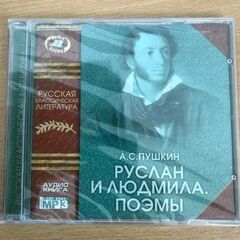 РУССКАЯ
КЛАССИЧЕСКАЯ
ЛИТЕРАТУРА
А.С.ПУШКИН
РУСЛАН
И ЛЮДМИЛА.
ПОЭМЫ
АУДИО
КНИГА
MP3